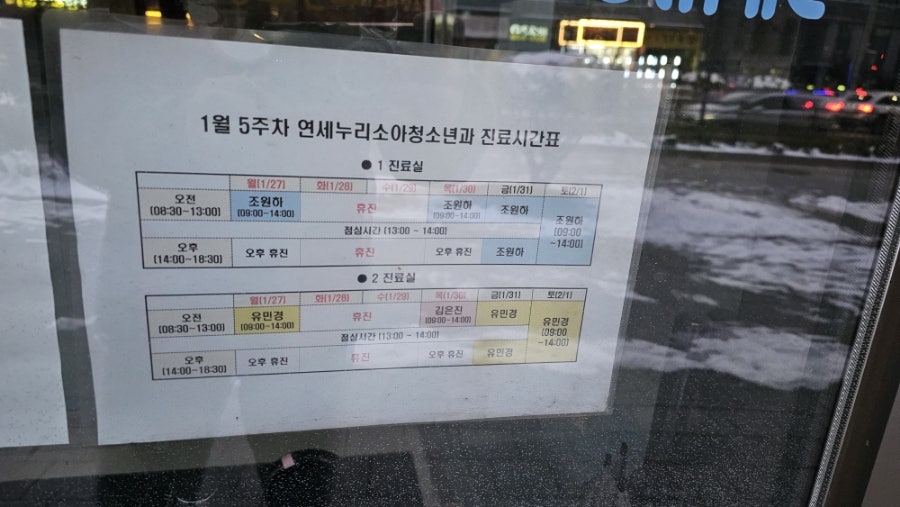 1월 5주차 연세누리소아청소년과 진료시간표
● 1 진료실
월(1/27) 화(1/28) 수(1/29) 목(1/30) 금(1/31) 토(2/1)
오전 (08:30~13:00) 조원하 (09:00~14:00) 휴진 조원하 (09:00~14:00) 조원하 조원하 (09:00 ~14:00)
점심시간 (13:00 ~ 14:00)
오후 (14:00~18:30) 오후 휴진 휴진 오후 휴진 조원하
● 2 진료실
월(1/27) 화(1/28) 수(1/29) 목(1/30) 금(1/31) 토(2/1)
오전 (08:30~13:00) 유민경 (09:00~14:00) 휴진 김은진 (09:00~14:00) 유민경 유민경 (09:00 ~14:00)
점심시간 (13:00 ~ 14:00)
오후 (14:00~18:30) 오후 휴진 휴진 오후 휴진 유민경